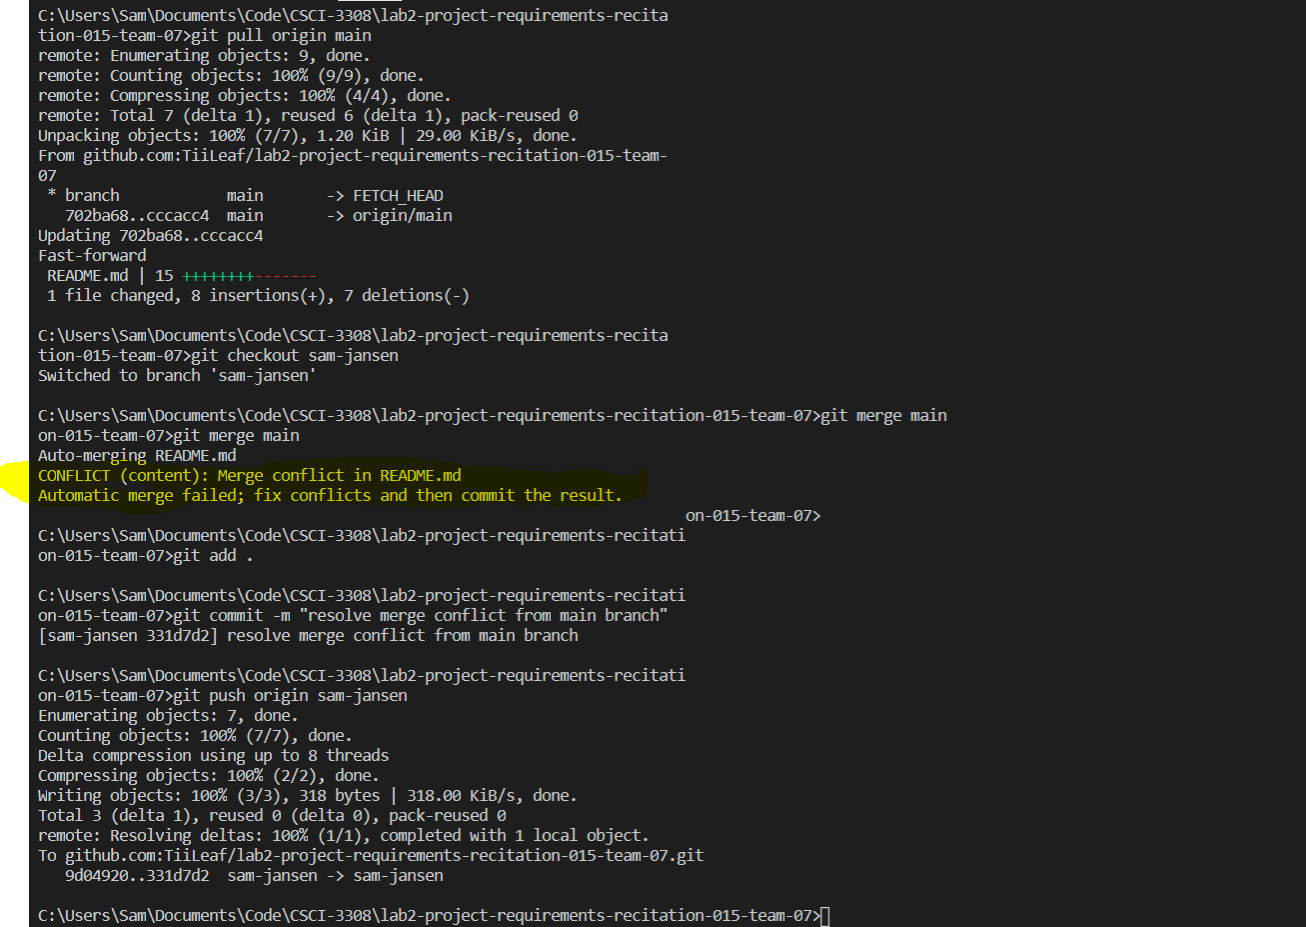 C:\Users\Sam\Documents\Code\CSCI-3308\lab2-project-requirements-recita
tion-015-team-07>git pull origin main
remote: Enumerating objects: 9, done.
remote: Counting objects: 100% (9/9), done.
remote: Compressing objects: 100% (4/4), done.
remote: Total 7 (delta 1), reused 6 (delta 1), pack-reused 0
Unpacking objects: 100% (7/7), 1.20 KiB | 29.00 KiB/s, done.
From github.com:TiiLeaf/lab2-project-requirements-recitation-015-team-
07
 * branch            main       -> FETCH_HEAD
   702ba68..cccacc4  main       -> origin/main
Updating 702ba68..cccacc4
Fast-forward
 README.md | 15 ++++++++-------
 1 file changed, 8 insertions(+), 7 deletions(-)
C:\Users\Sam\Documents\Code\CSCI-3308\lab2-project-requirements-recita
tion-015-team-07>git checkout sam-jansen
Switched to branch 'sam-jansen'
C:\Users\Sam\Documents\Code\CSCI-3308\lab2-project-requirements-recitation-015-team-07>git merge main
on-015-team-07>git merge main
Auto-merging README.md
CONFLICT (content): Merge conflict in README.md
Automatic merge failed; fix conflicts and then commit the result.
on-015-team-07>
C:\Users\Sam\Documents\Code\CSCI-3308\lab2-project-requirements-recitati
on-015-team-07>git add .
C:\Users\Sam\Documents\Code\CSCI-3308\lab2-project-requirements-recitati
on-015-team-07>git commit -m "resolve merge conflict from main branch"
[sam-jansen 331d7d2] resolve merge conflict from main branch
C:\Users\Sam\Documents\Code\CSCI-3308\lab2-project-requirements-recitati
on-015-team-07>git push origin sam-jansen
Enumerating objects: 7, done.
Counting objects: 100% (7/7), done.
Delta compression using up to 8 threads
Compressing objects: 100% (2/2), done.
Writing objects: 100% (3/3), 318 bytes | 318.00 KiB/s, done.
Total 3 (delta 1), reused 0 (delta 0), pack-reused 0
remote: Resolving deltas: 100% (1/1), completed with 1 local object.
To github.com:TiiLeaf/lab2-project-requirements-recitation-015-team-07.git
   9d04920..331d7d2  sam-jansen -> sam-jansen
C:\Users\Sam\Documents\Code\CSCI-3308\lab2-project-requirements-recitation-015-team-07>